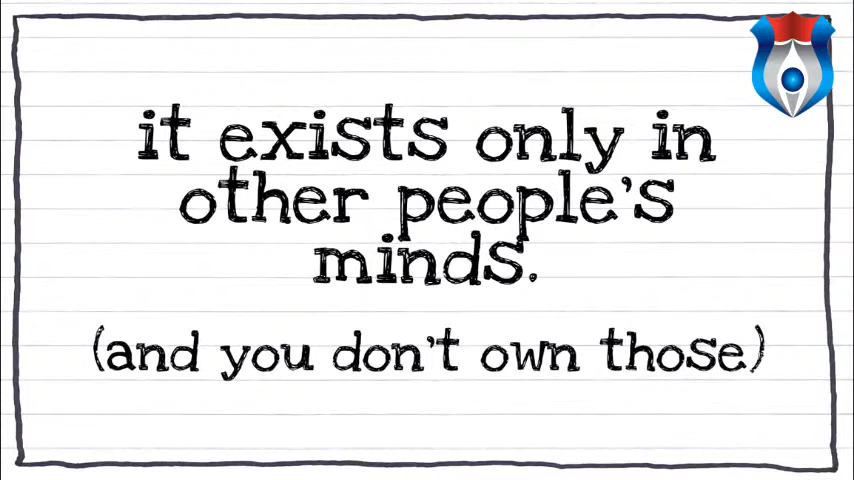 it exists only in
other people's
minds.
(and you don't own those)